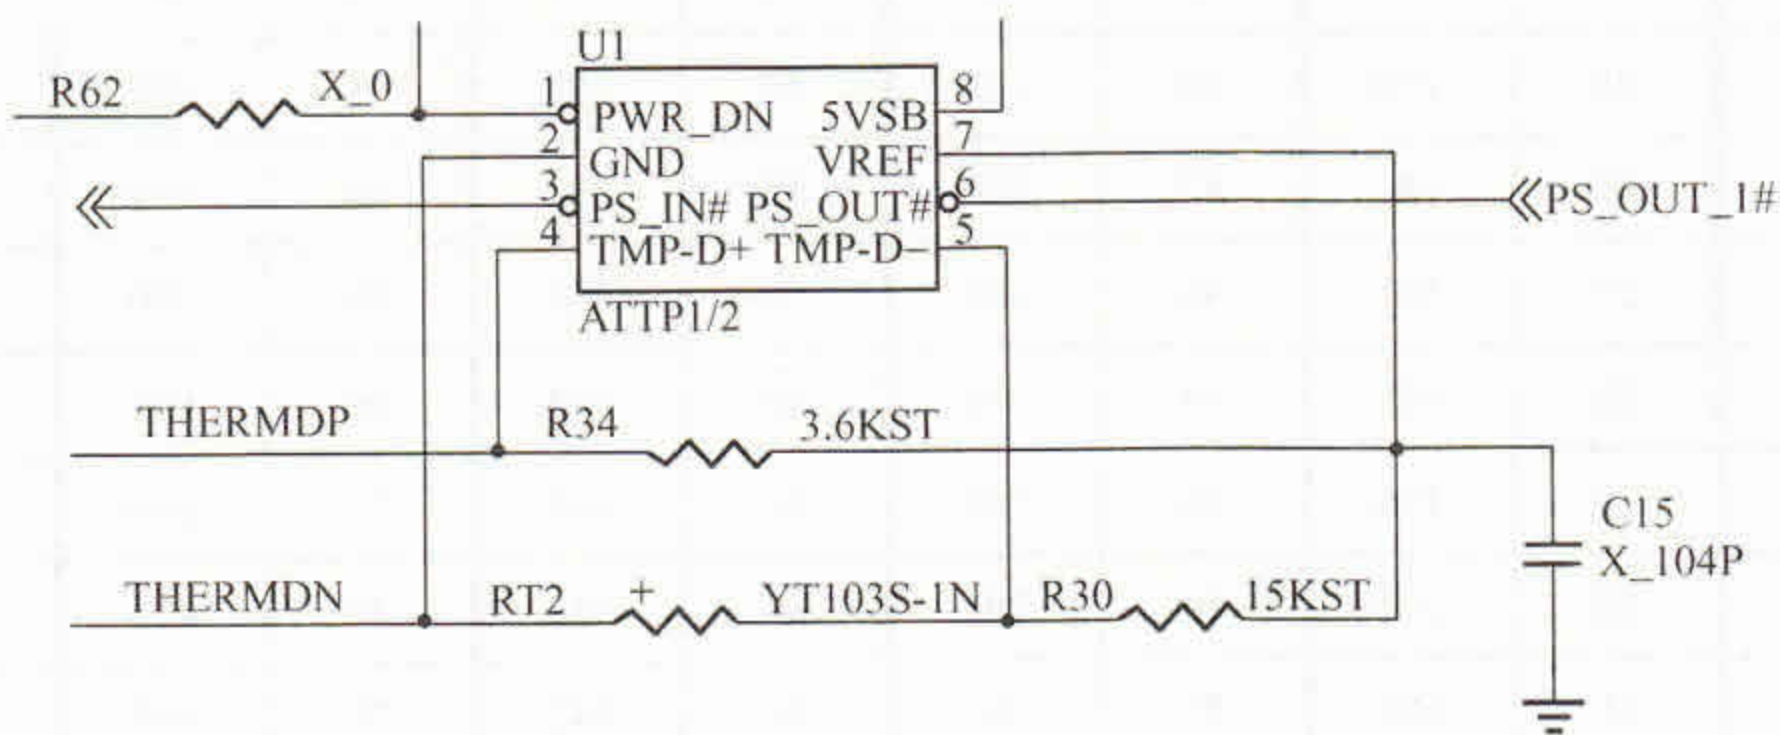 U1
R62
X_0
1
PWR_DN
5VSB
8
2
GND
VREF
7
3
PS_IN#
PS_OUT#
6
PS_OUT_1#
4
TMP-D+
TMP-D−
5
ATTP1/2
THERMDP
R34
3.6KST
C15
X_104P
THERMDN
RT2
+
YT103S-1N
R30
15KST